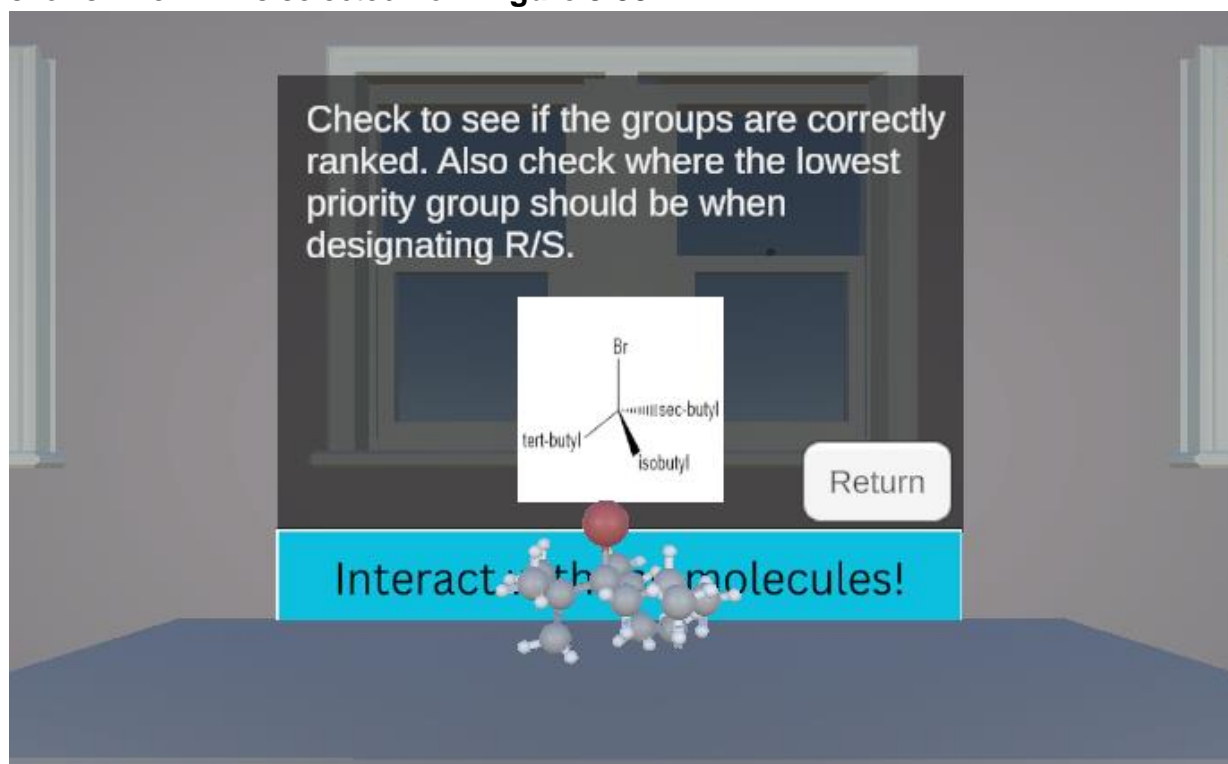 Check to see if the groups are correctly
ranked. Also check where the lowest
priority group should be when
designating R/S.
Br
sec-butyl
tert-butyl
isobutyl
Return
Interact molecules!